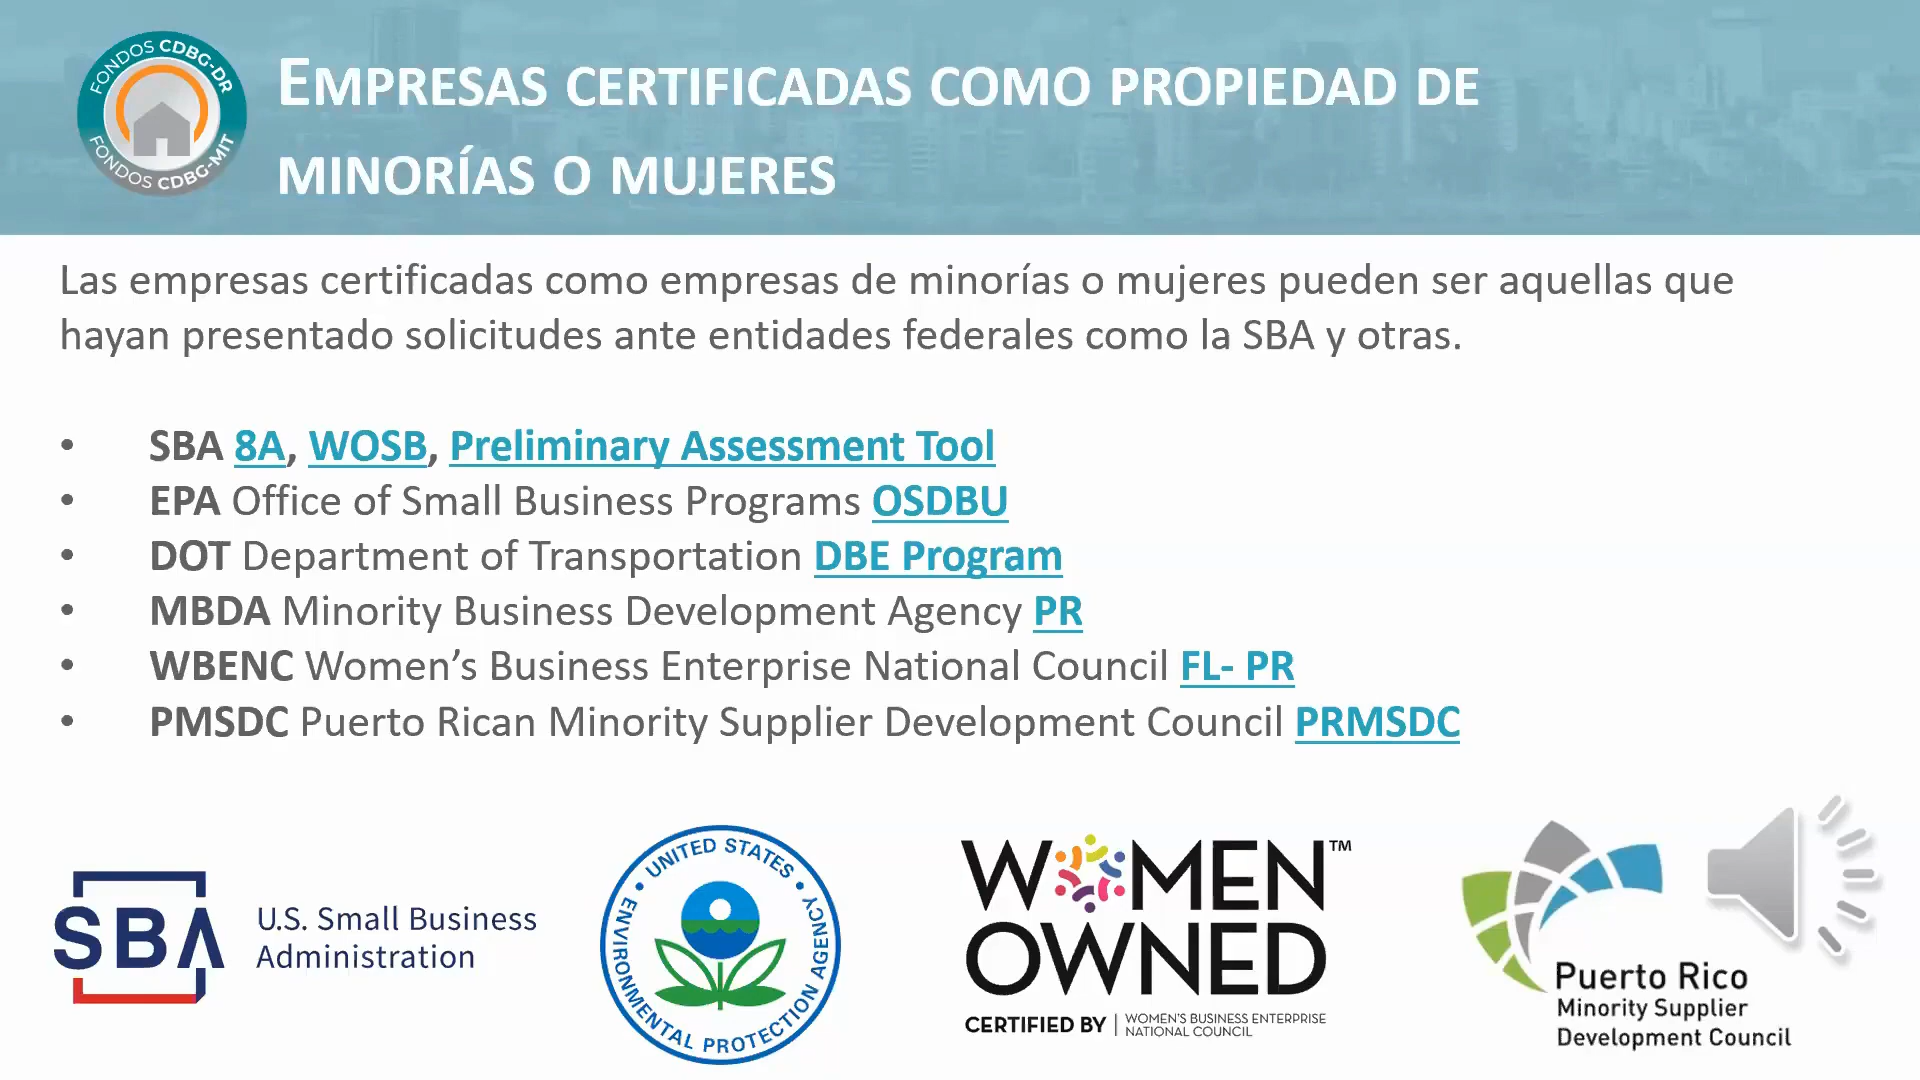 FONDOS CDBG-DR
FONDOS CDBG-MIT
EMPRESAS CERTIFICADAS COMO PROPIEDAD DE
MINORÍAS O MUJERES
Las empresas certificadas como empresas de minorías o mujeres pueden ser aquellas que
hayan presentado solicitudes ante entidades federales como la SBA y otras.
• SBA 8A, WOSB, Preliminary Assessment Tool
• EPA Office of Small Business Programs OSDBU
• DOT Department of Transportation DBE Program
• MBDA Minority Business Development Agency PR
• WBENC Women’s Business Enterprise National Council FL- PR
• PMSDC Puerto Rican Minority Supplier Development Council PRMSDC
SBA
U.S. Small Business
Administration
UNITED STATES
ENVIRONMENTAL PROTECTION AGENCY
WOMEN™
OWNED
CERTIFIED BY | WOMEN'S BUSINESS ENTERPRISE
NATIONAL COUNCIL
Puerto Rico
Minority Supplier
Development Council